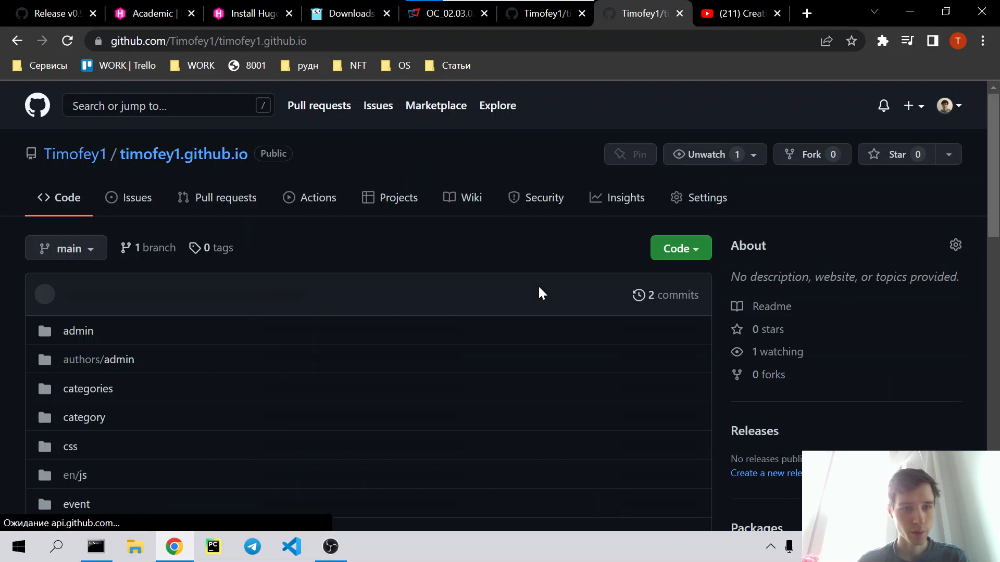 Release v0.9
Academic |
Install Hugo
Downloads
OC_02.03.0
Timofey1/ti
Timofey1/ti
(211) Creati
github.com/Timofey1/timofey1.github.io
T
Сервисы
WORK | Trello
WORK
8001
рудн
NFT
OS
Статьи
Search or jump to...
/
Pull requests
Issues
Marketplace
Explore
Timofey1 / timofey1.github.io
Public
Pin
Unwatch 1
Fork 0
Star 0
Code
Issues
Pull requests
Actions
Projects
Wiki
Security
Insights
Settings
main
1 branch
0 tags
Code
About
No description, website, or topics provided.
2 commits
Readme
admin
0 stars
authors/admin
1 watching
0 forks
categories
category
Releases
css
No releases publi
Create a new rele
en/js
event
Packages
Ожидание api.github.com...
PC